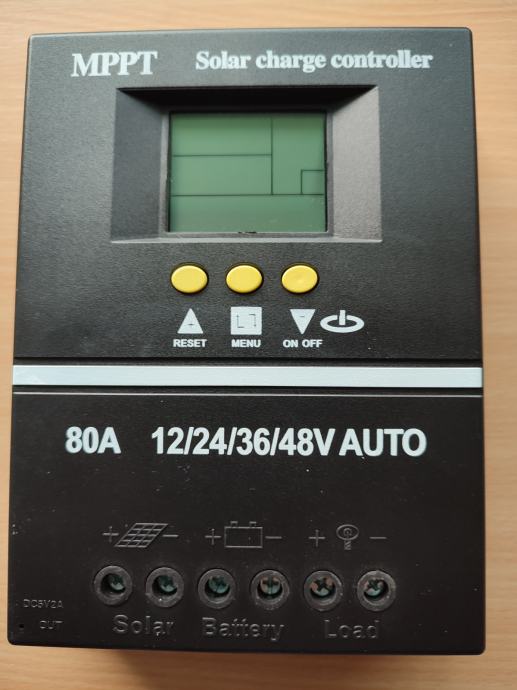 MPPT Solar charge controller
RESET MENU ON OFF
80A 12/24/36/48V AUTO
+ - + - + -
DC5V2A
OUT
Solar Battery Load